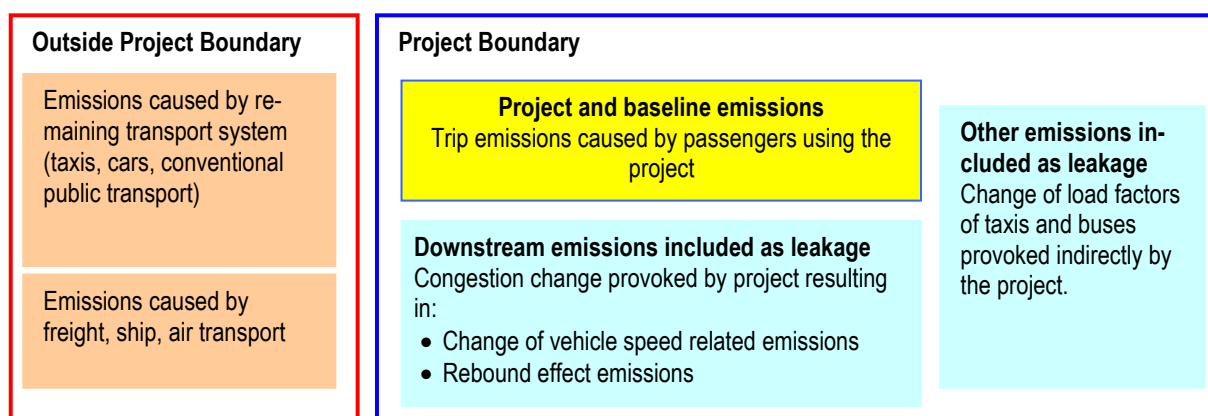 Outside Project Boundary
Emissions caused by re-
maining transport system
(taxis, cars, conventional
public transport)
Emissions caused by
freight, ship, air transport
Project Boundary
Project and baseline emissions
Trip emissions caused by passengers using the
project
Downstream emissions included as leakage
Congestion change provoked by project resulting
in:
• Change of vehicle speed related emissions
• Rebound effect emissions
Other emissions in-
cluded as leakage
Change of load factors
of taxis and buses
provoked indirectly by
the project.